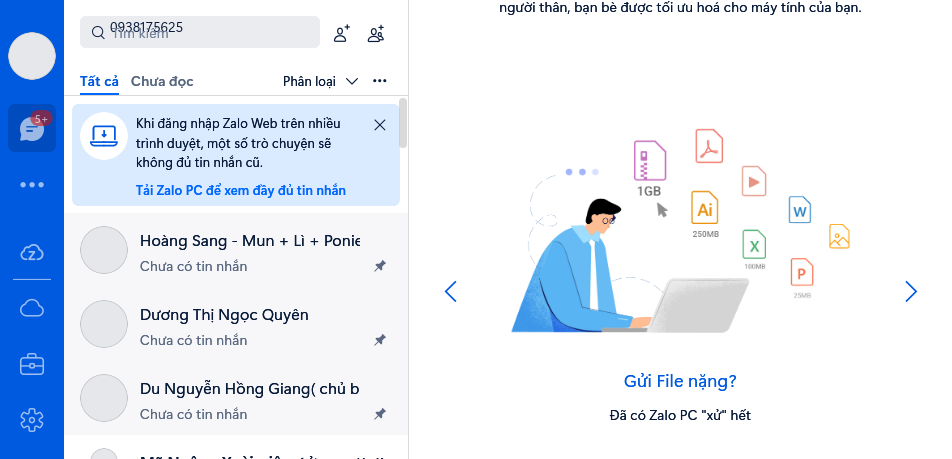 người thân, bạn bè được tối ưu hoá cho máy tính của bạn.
0938175625
Tìm kiếm
Tất cả
Chưa đọc
Phân loại
5+
Khi đăng nhập Zalo Web trên nhiều
trình duyệt, một số trò chuyện sẽ
không đủ tin nhắn cũ.
Tải Zalo PC để xem đầy đủ tin nhắn
Hoàng Sang - Mun + Lì + Ponie
Chưa có tin nhắn
Dương Thị Ngọc Quyên
Chưa có tin nhắn
Du Nguyễn Hồng Giang( chủ b
Chưa có tin nhắn
Z
1GB
Ai
250MB
W
X
100MB
P
25MB
Gửi File nặng?
Đã có Zalo PC "xử" hết